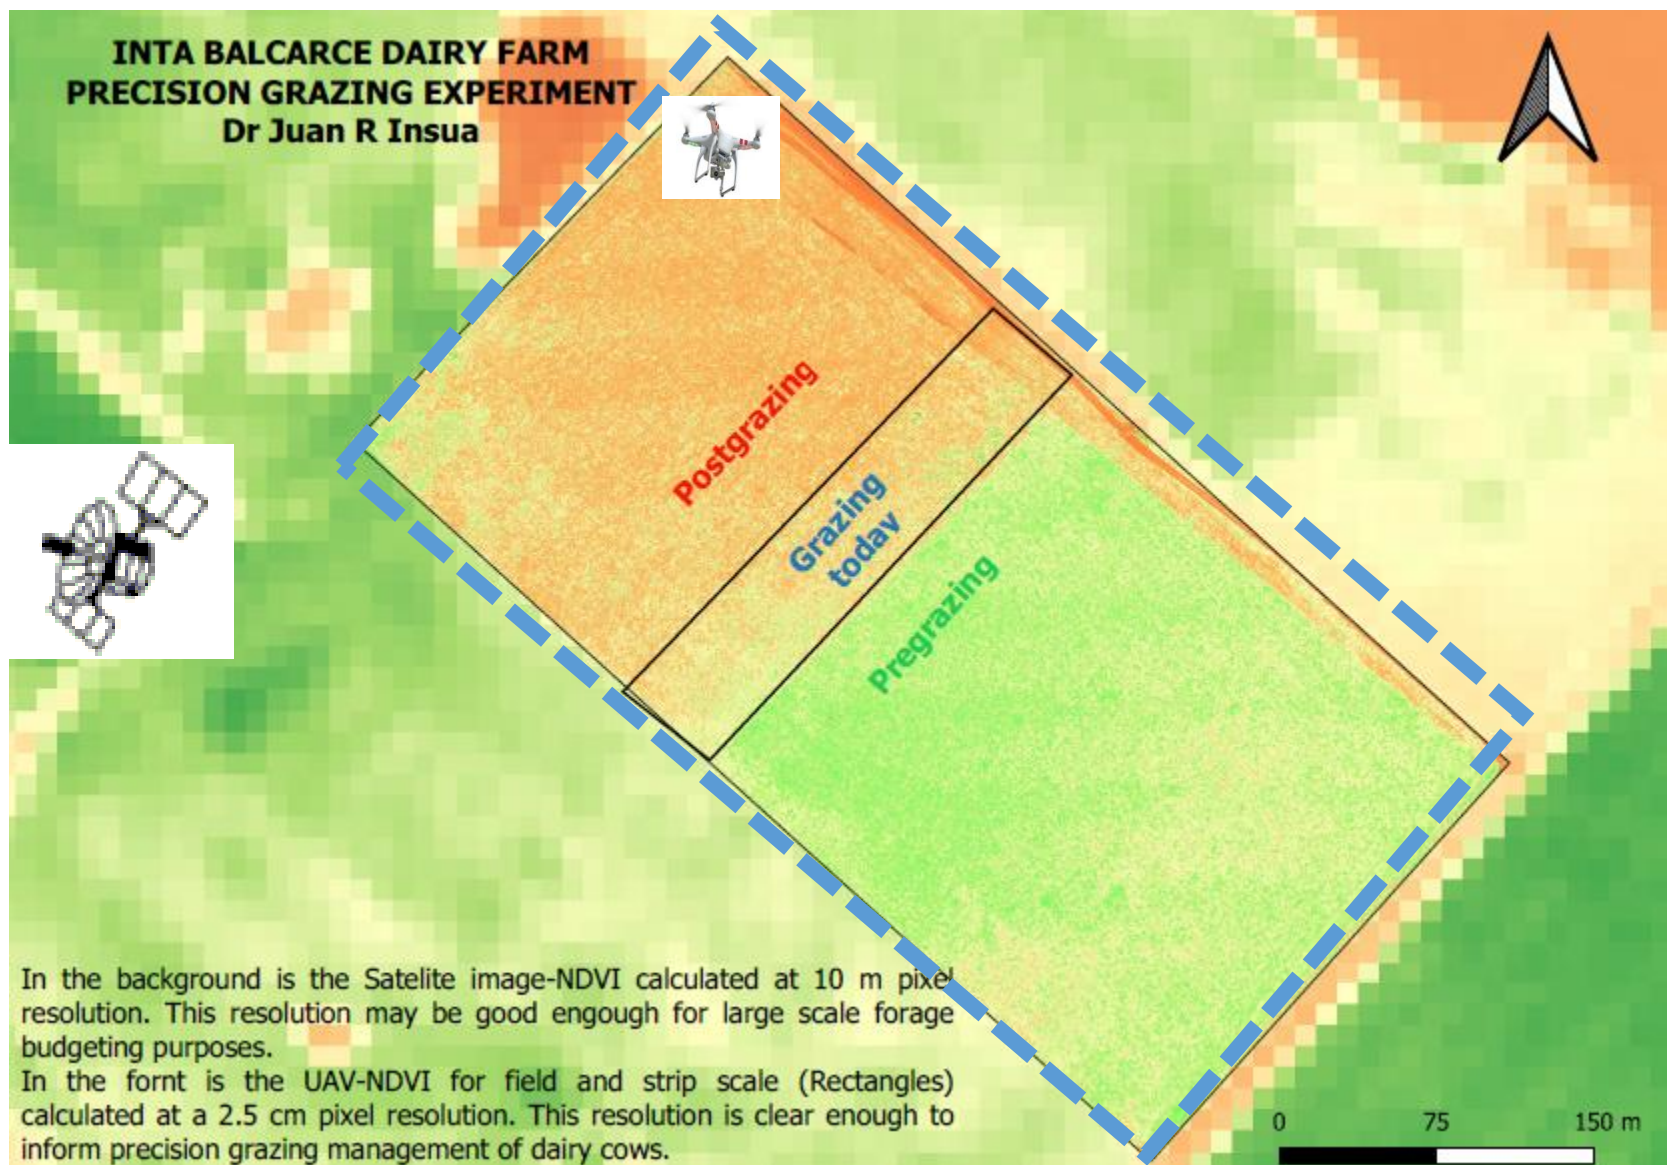 INTA BALCARCE DAIRY FARM
PRECISION GRAZING EXPERIMENT
Dr Juan R Insua
Postgrazing
Grazing
today
Pregrazing
In the background is the Satelite image-NDVI calculated at 10 m pixel
resolution. This resolution may be good engough for large scale forage
budgeting purposes.
In the fornt is the UAV-NDVI for field and strip scale (Rectangles)
calculated at a 2.5 cm pixel resolution. This resolution is clear enough to
inform precision grazing management of dairy cows.
0 75 150 m